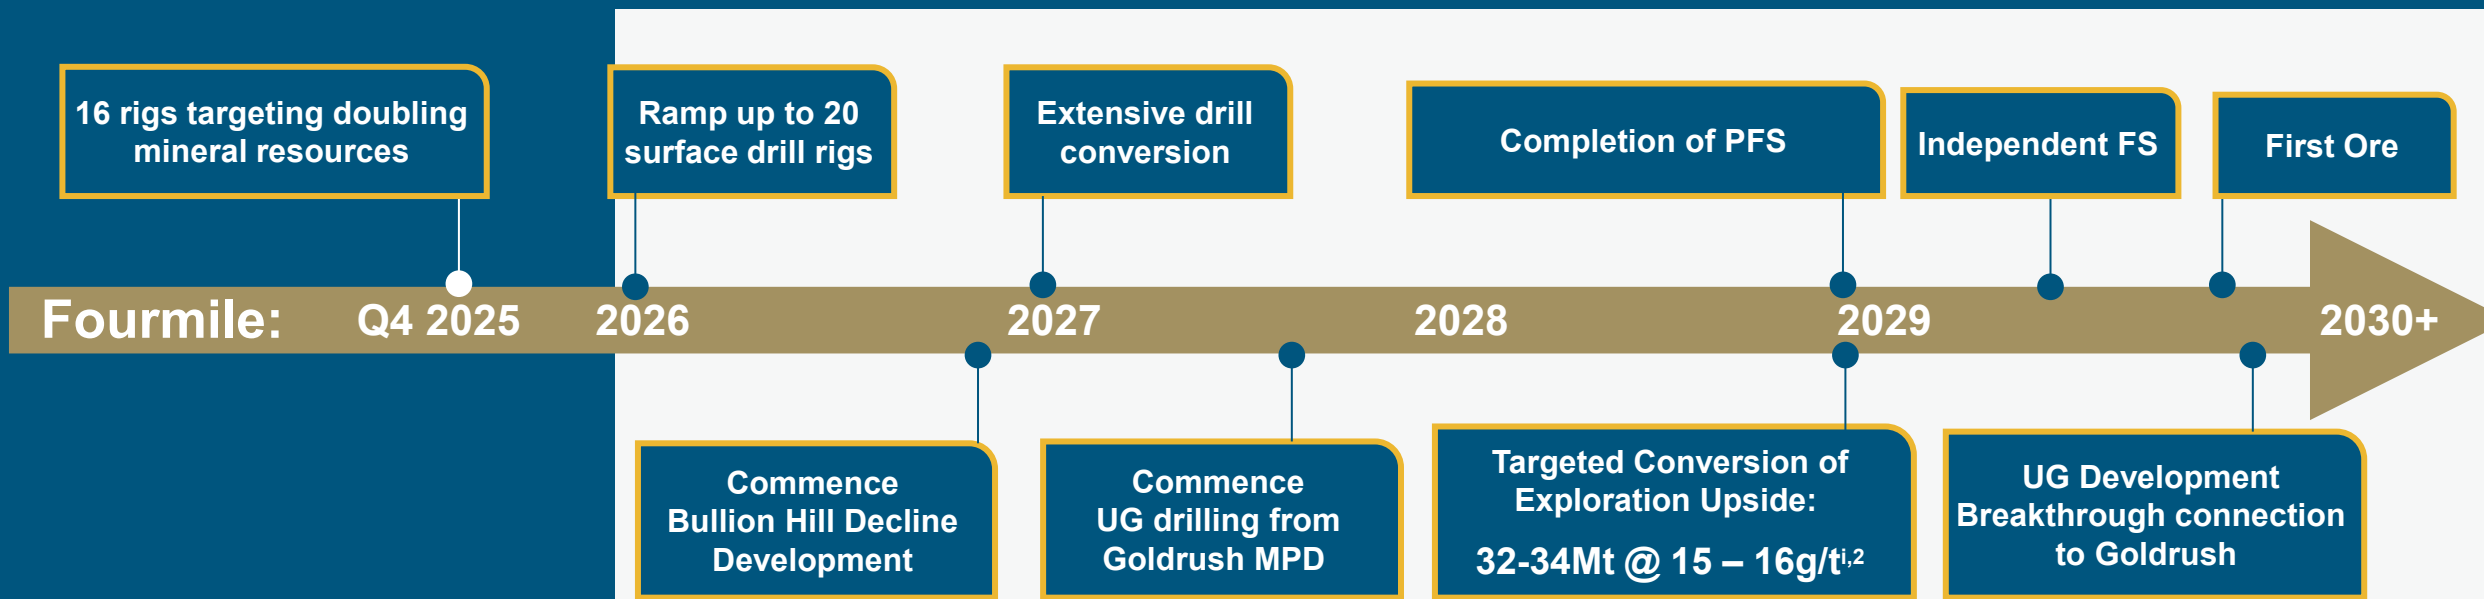 16 rigs targeting doubling
mineral resources
Ramp up to 20
surface drill rigs
Extensive drill
conversion
Completion of PFS
Independent FS
First Ore
Fourmile:
Q4 2025
2026
2027
2028
2029
2030+
Commence
Bullion Hill Decline
Development
Commence
UG drilling from
Goldrush MPD
Targeted Conversion of
Exploration Upside:
32-34Mt @ 15 – 16g/tⁱ,²
UG Development
Breakthrough connection
to Goldrush